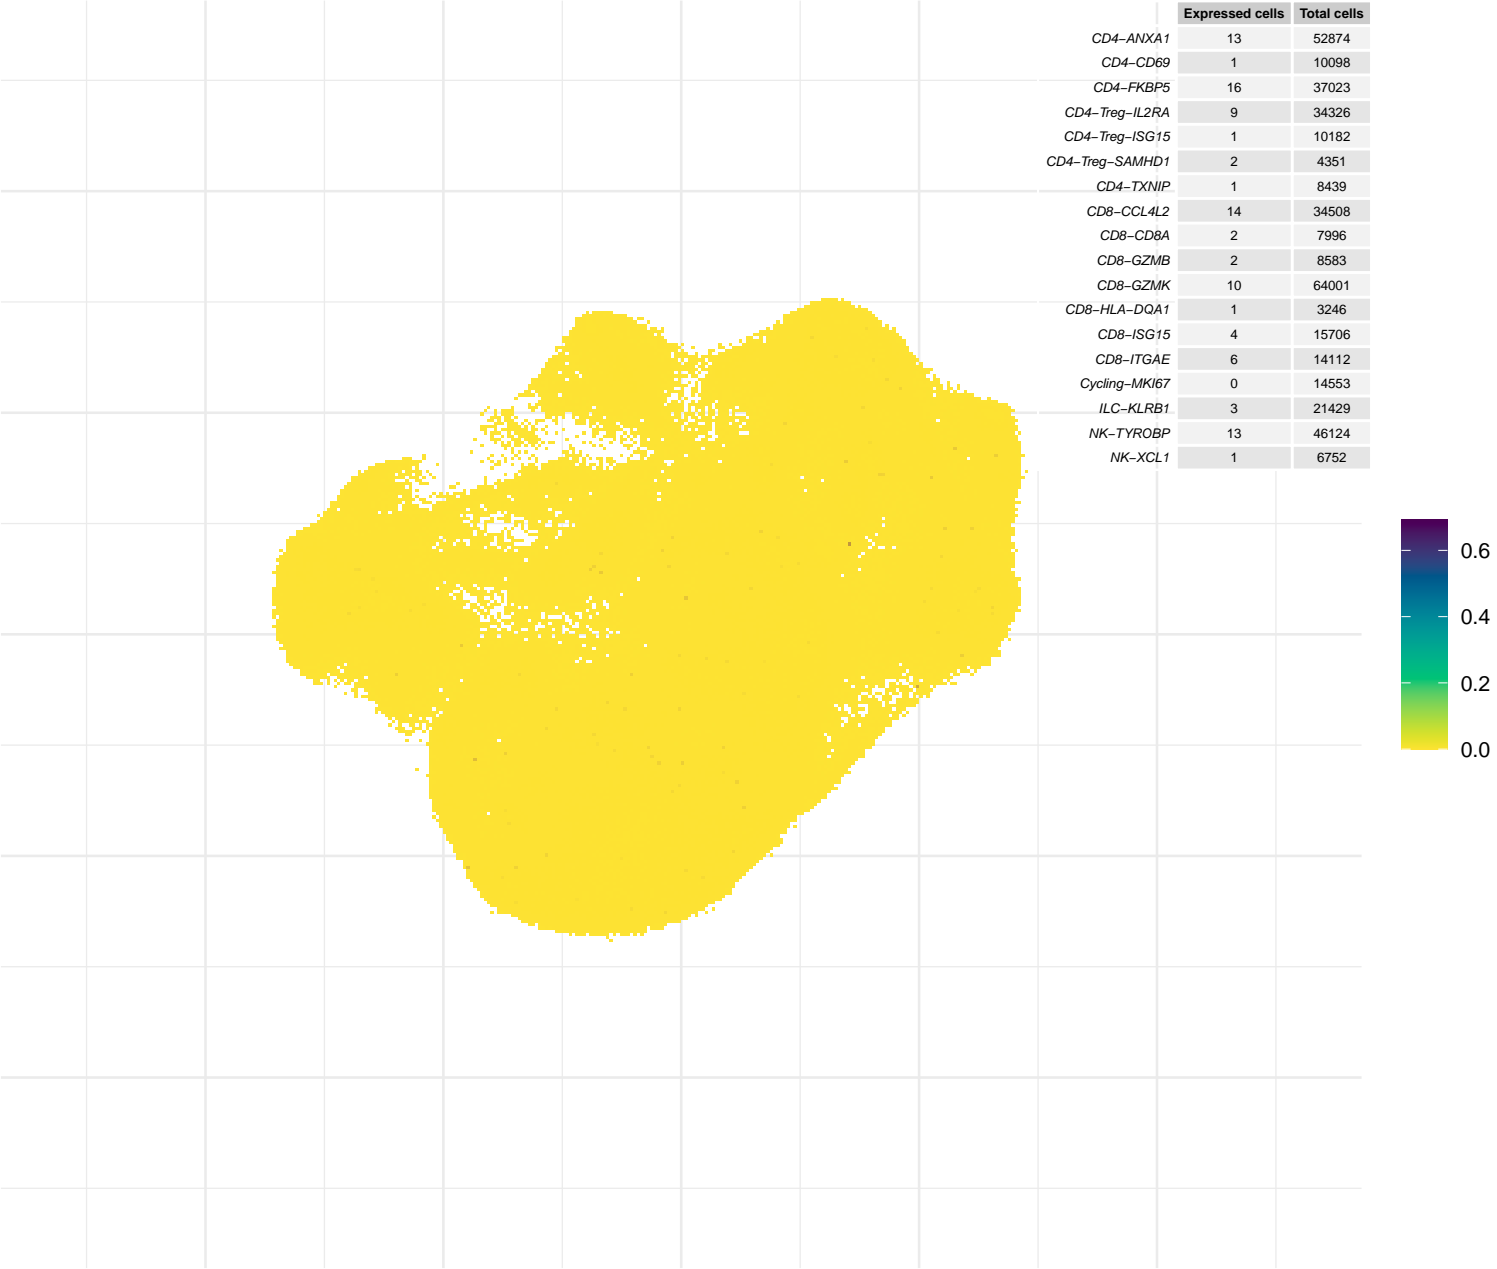 Expressed cells Total cells
CD4−ANXA1 13 52874
CD4−CD69 1 10098
CD4−FKBP5 16 37023
CD4−Treg−IL2RA 9 34326
CD4−Treg−ISG15 1 10182
CD4−Treg−SAMHD1 2 4351
CD4−TXNIP 1 8439
CD8−CCL4L2 14 34508
CD8−CD8A 2 7996
CD8−GZMB 2 8583
CD8−GZMK 10 64001
CD8−HLA−DQA1 1 3246
CD8−ISG15 4 15706
CD8−ITGAE 6 14112
Cycling−MKI67 0 14553
ILC−KLRB1 3 21429
NK−TYROBP 13 46124
NK−XCL1 1 6752
0.6
0.4
0.2
0.0